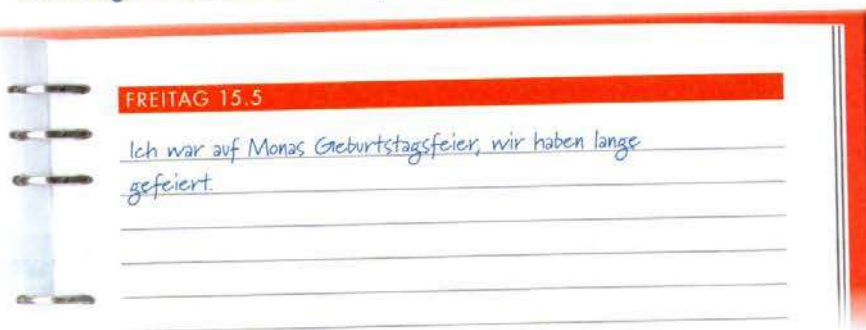 FREITAG 15.5
Ich war auf Monas Geburtstagsfeier, wir haben lange
gefeiert.